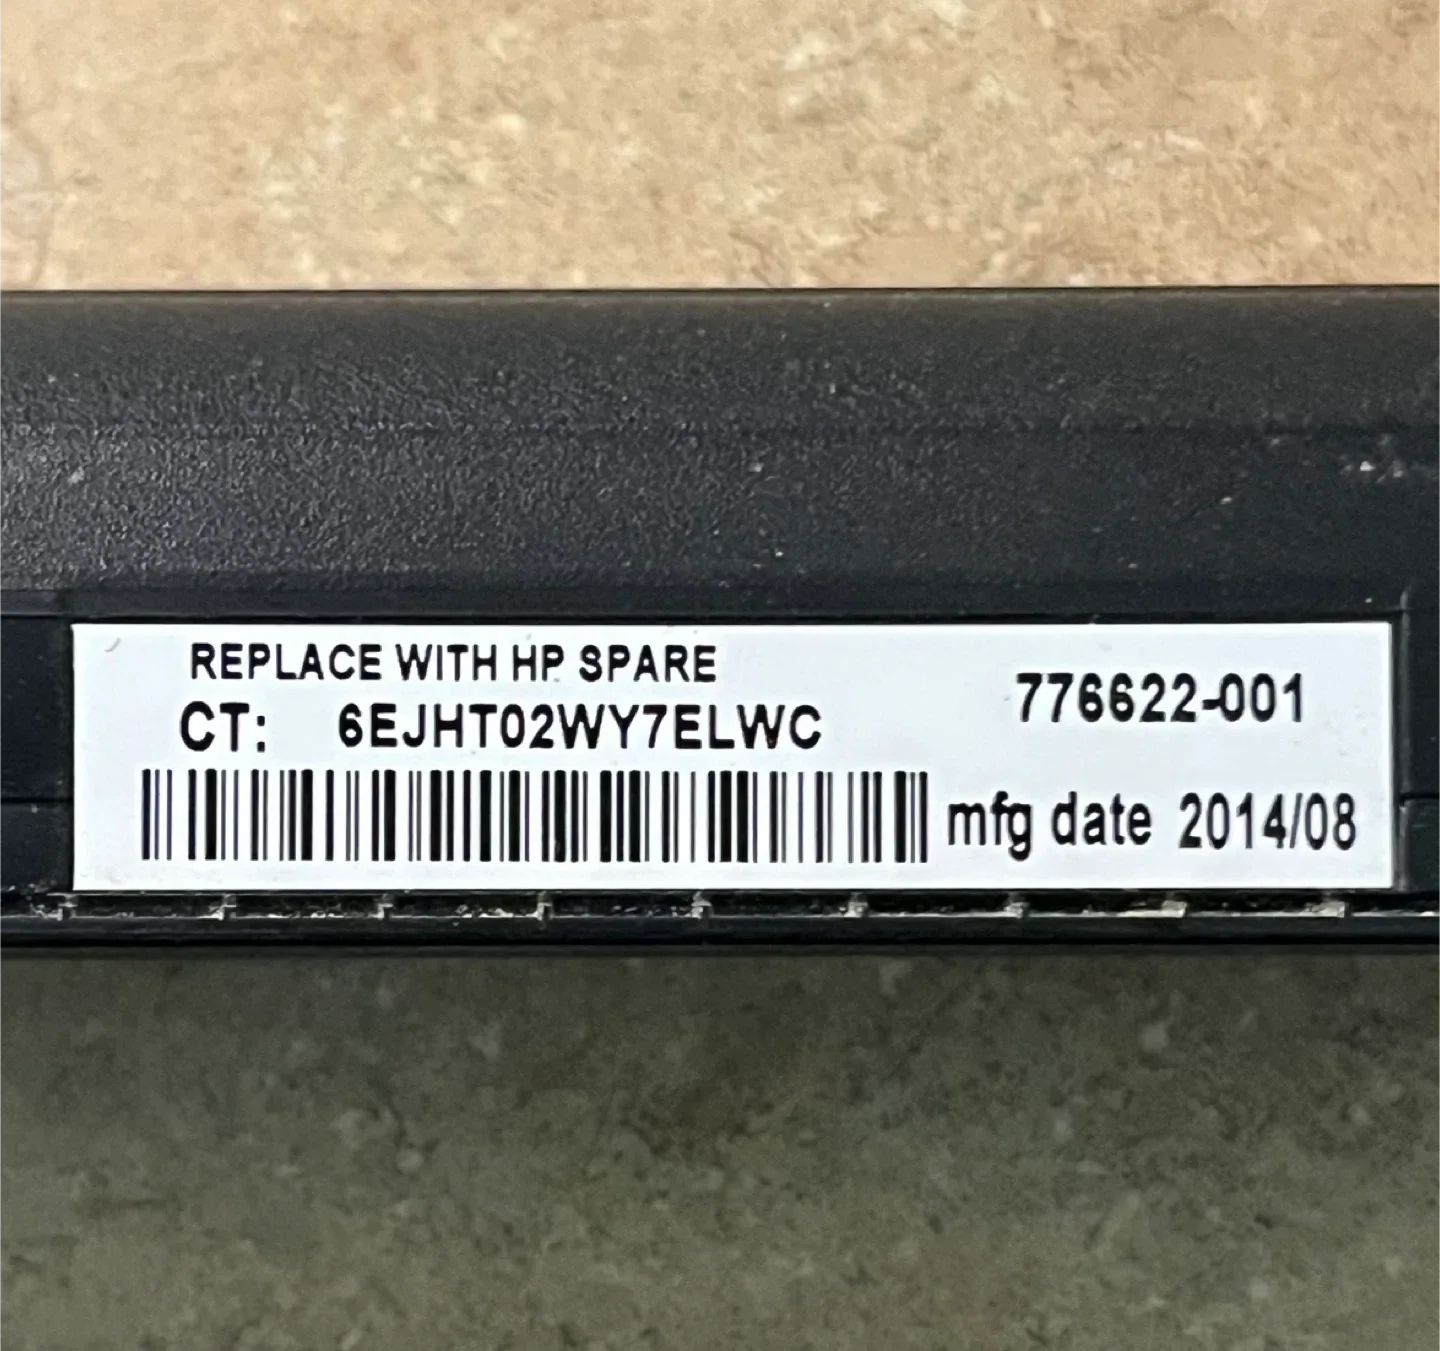 REPLACE WITH HP SPARE
776622-001
CT: 6EJHT02WY7ELWC
mfg date 2014/08